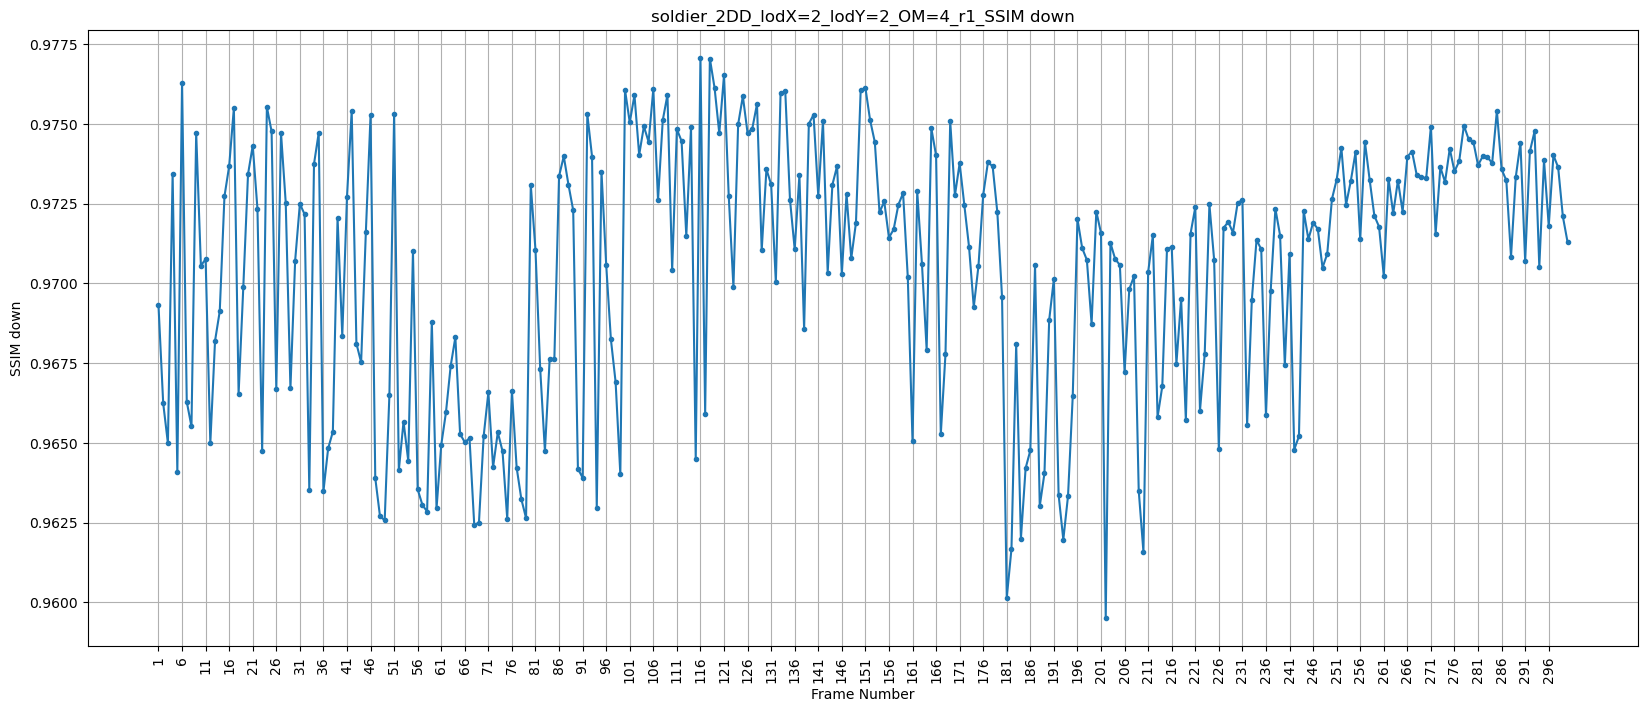 soldier_2DD_lodX=2_lodY=2_OM=4_r1_SSIM down
0.9775
0.9750
0.9725
0.9700
0.9675
0.9650
0.9625
0.9600
SSIM down
1 6 11 16 21 26 31 36 41 46 51 56 61 66 71 76 81 86 91 96 101 106 111 116 121 126 131 136 141 146 151 156 161 166 171 176 181 186 191 196 201 206 211 216 221 226 231 236 241 246 251 256 261 266 271 276 281 286 291 296
Frame Number